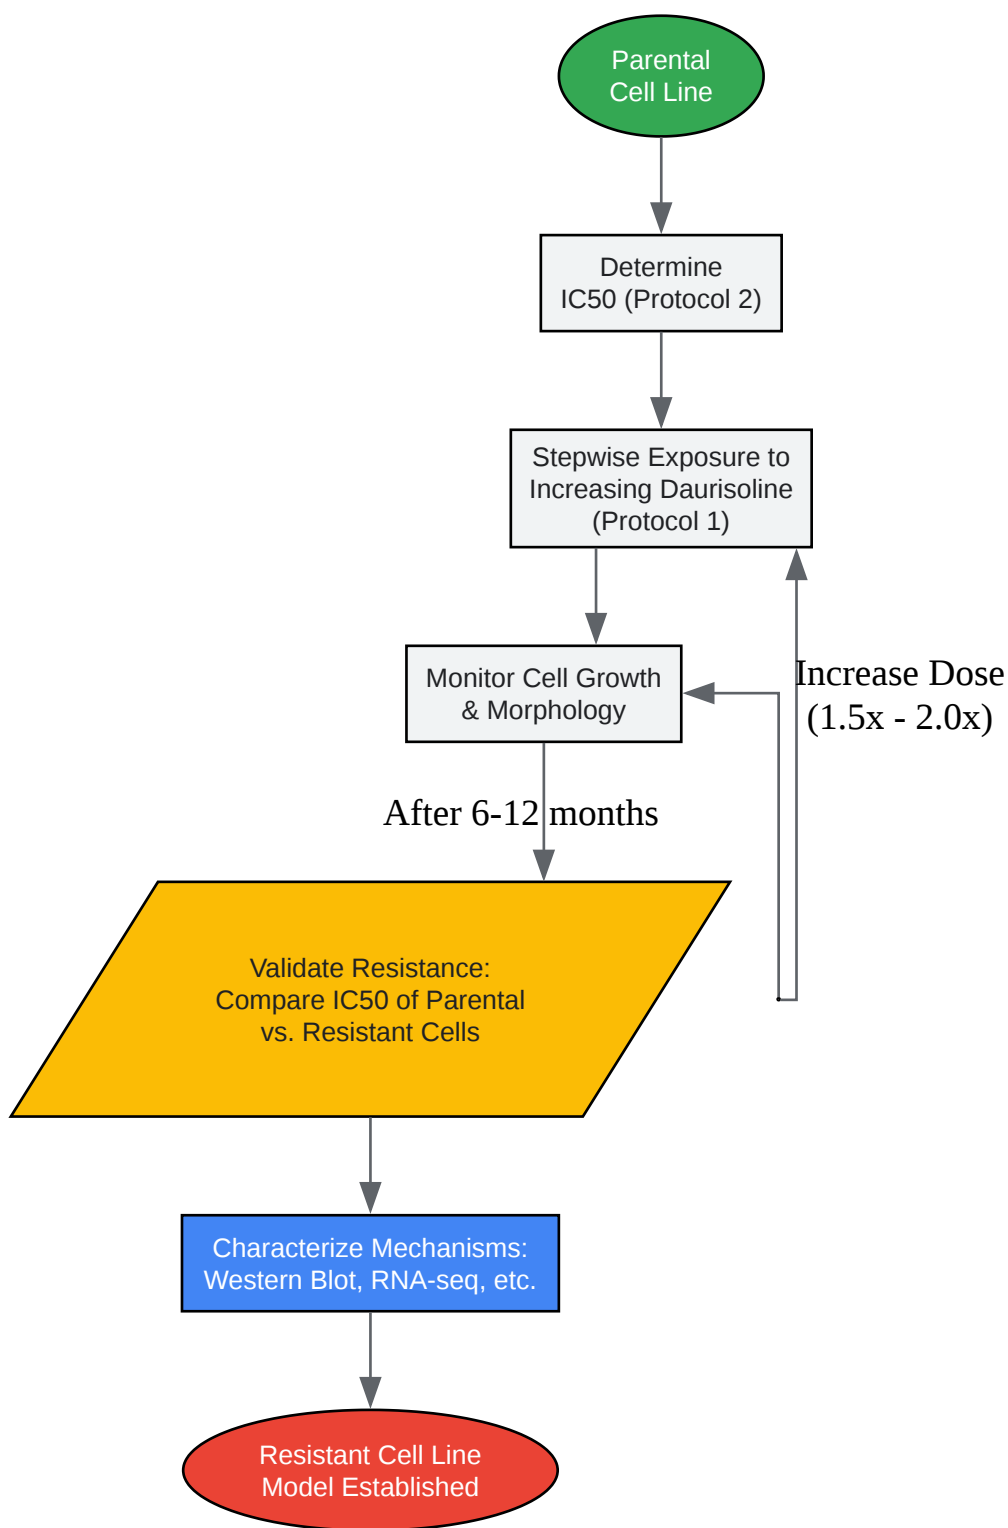 Parental
Cell Line
Determine
IC50 (Protocol 2)
Stepwise Exposure to
Increasing Daurisoline
(Protocol 1)
Monitor Cell Growth
& Morphology
Increase Dose
(1.5x - 2.0x)
After 6-12 months
Validate Resistance:
Compare IC50 of Parental
vs. Resistant Cells
Characterize Mechanisms:
Western Blot, RNA-seq, etc.
Resistant Cell Line
Model Established